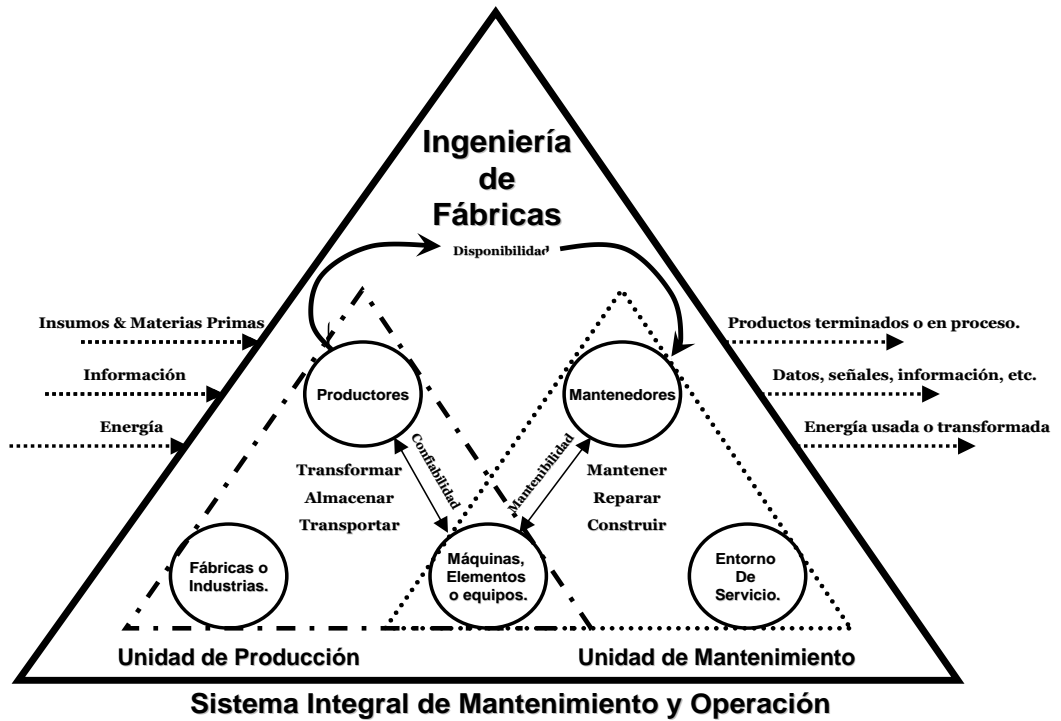 Ingeniería
de
Fábricas
Disponibilidad
Insumos & Materias Primas
Información
Energía
Productos terminados o en proceso.
Datos, señales, información, etc.
Energía usada o transformada
Productores
Mantenedores
Confiabilidad
Mantenibilidad
Transformar
Almacenar
Transportar
Mantener
Reparar
Construir
Fábricas o
Industrias.
Máquinas,
Elementos
o equipos.
Entorno
De
Servicio.
Unidad de Producción
Unidad de Mantenimiento
Sistema Integral de Mantenimiento y Operación